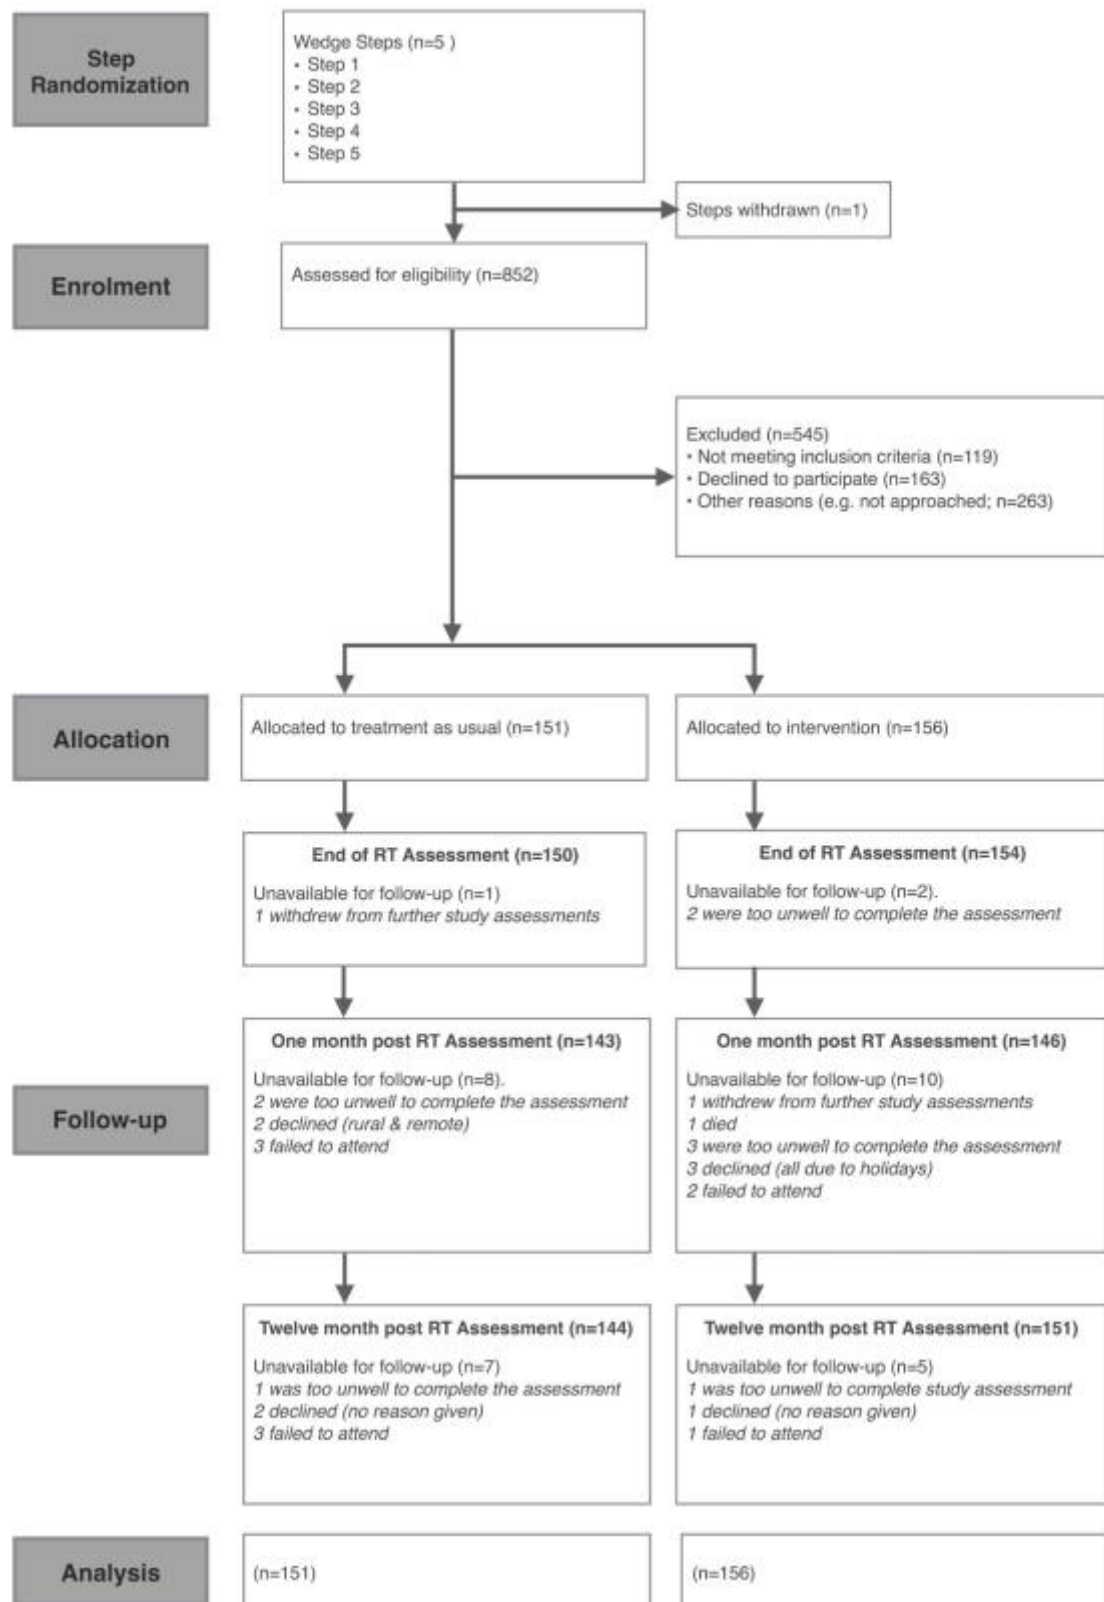 Step
Randomization
Wedge Steps (n=5 )
• Step 1
• Step 2
• Step 3
• Step 4
• Step 5
Steps withdrawn (n=1)
Enrolment
Assessed for eligibility (n=852)
Excluded (n=545)
• Not meeting inclusion criteria (n=119)
• Declined to participate (n=163)
• Other reasons (e.g. not approached; n=263)
Allocation
Allocated to treatment as usual (n=151)
Allocated to intervention (n=156)
End of RT Assessment (n=150)
Unavailable for follow-up (n=1)
1 withdrew from further study assessments
End of RT Assessment (n=154)
Unavailable for follow-up (n=2).
2 were too unwell to complete the assessment
Follow-up
One month post RT Assessment (n=143)
Unavailable for follow-up (n=8).
2 were too unwell to complete the assessment
2 declined (rural & remote)
3 failed to attend
One month post RT Assessment (n=146)
Unavailable for follow-up (n=10)
1 withdrew from further study assessments
1 died
3 were too unwell to complete the assessment
3 declined (all due to holidays)
2 failed to attend
Twelve month post RT Assessment (n=144)
Unavailable for follow-up (n=7)
1 was too unwell to complete the assessment
2 declined (no reason given)
3 failed to attend
Twelve month post RT Assessment (n=151)
Unavailable for follow-up (n=5)
1 was too unwell to complete study assessment
1 declined (no reason given)
1 failed to attend
Analysis
(n=151)
(n=156)